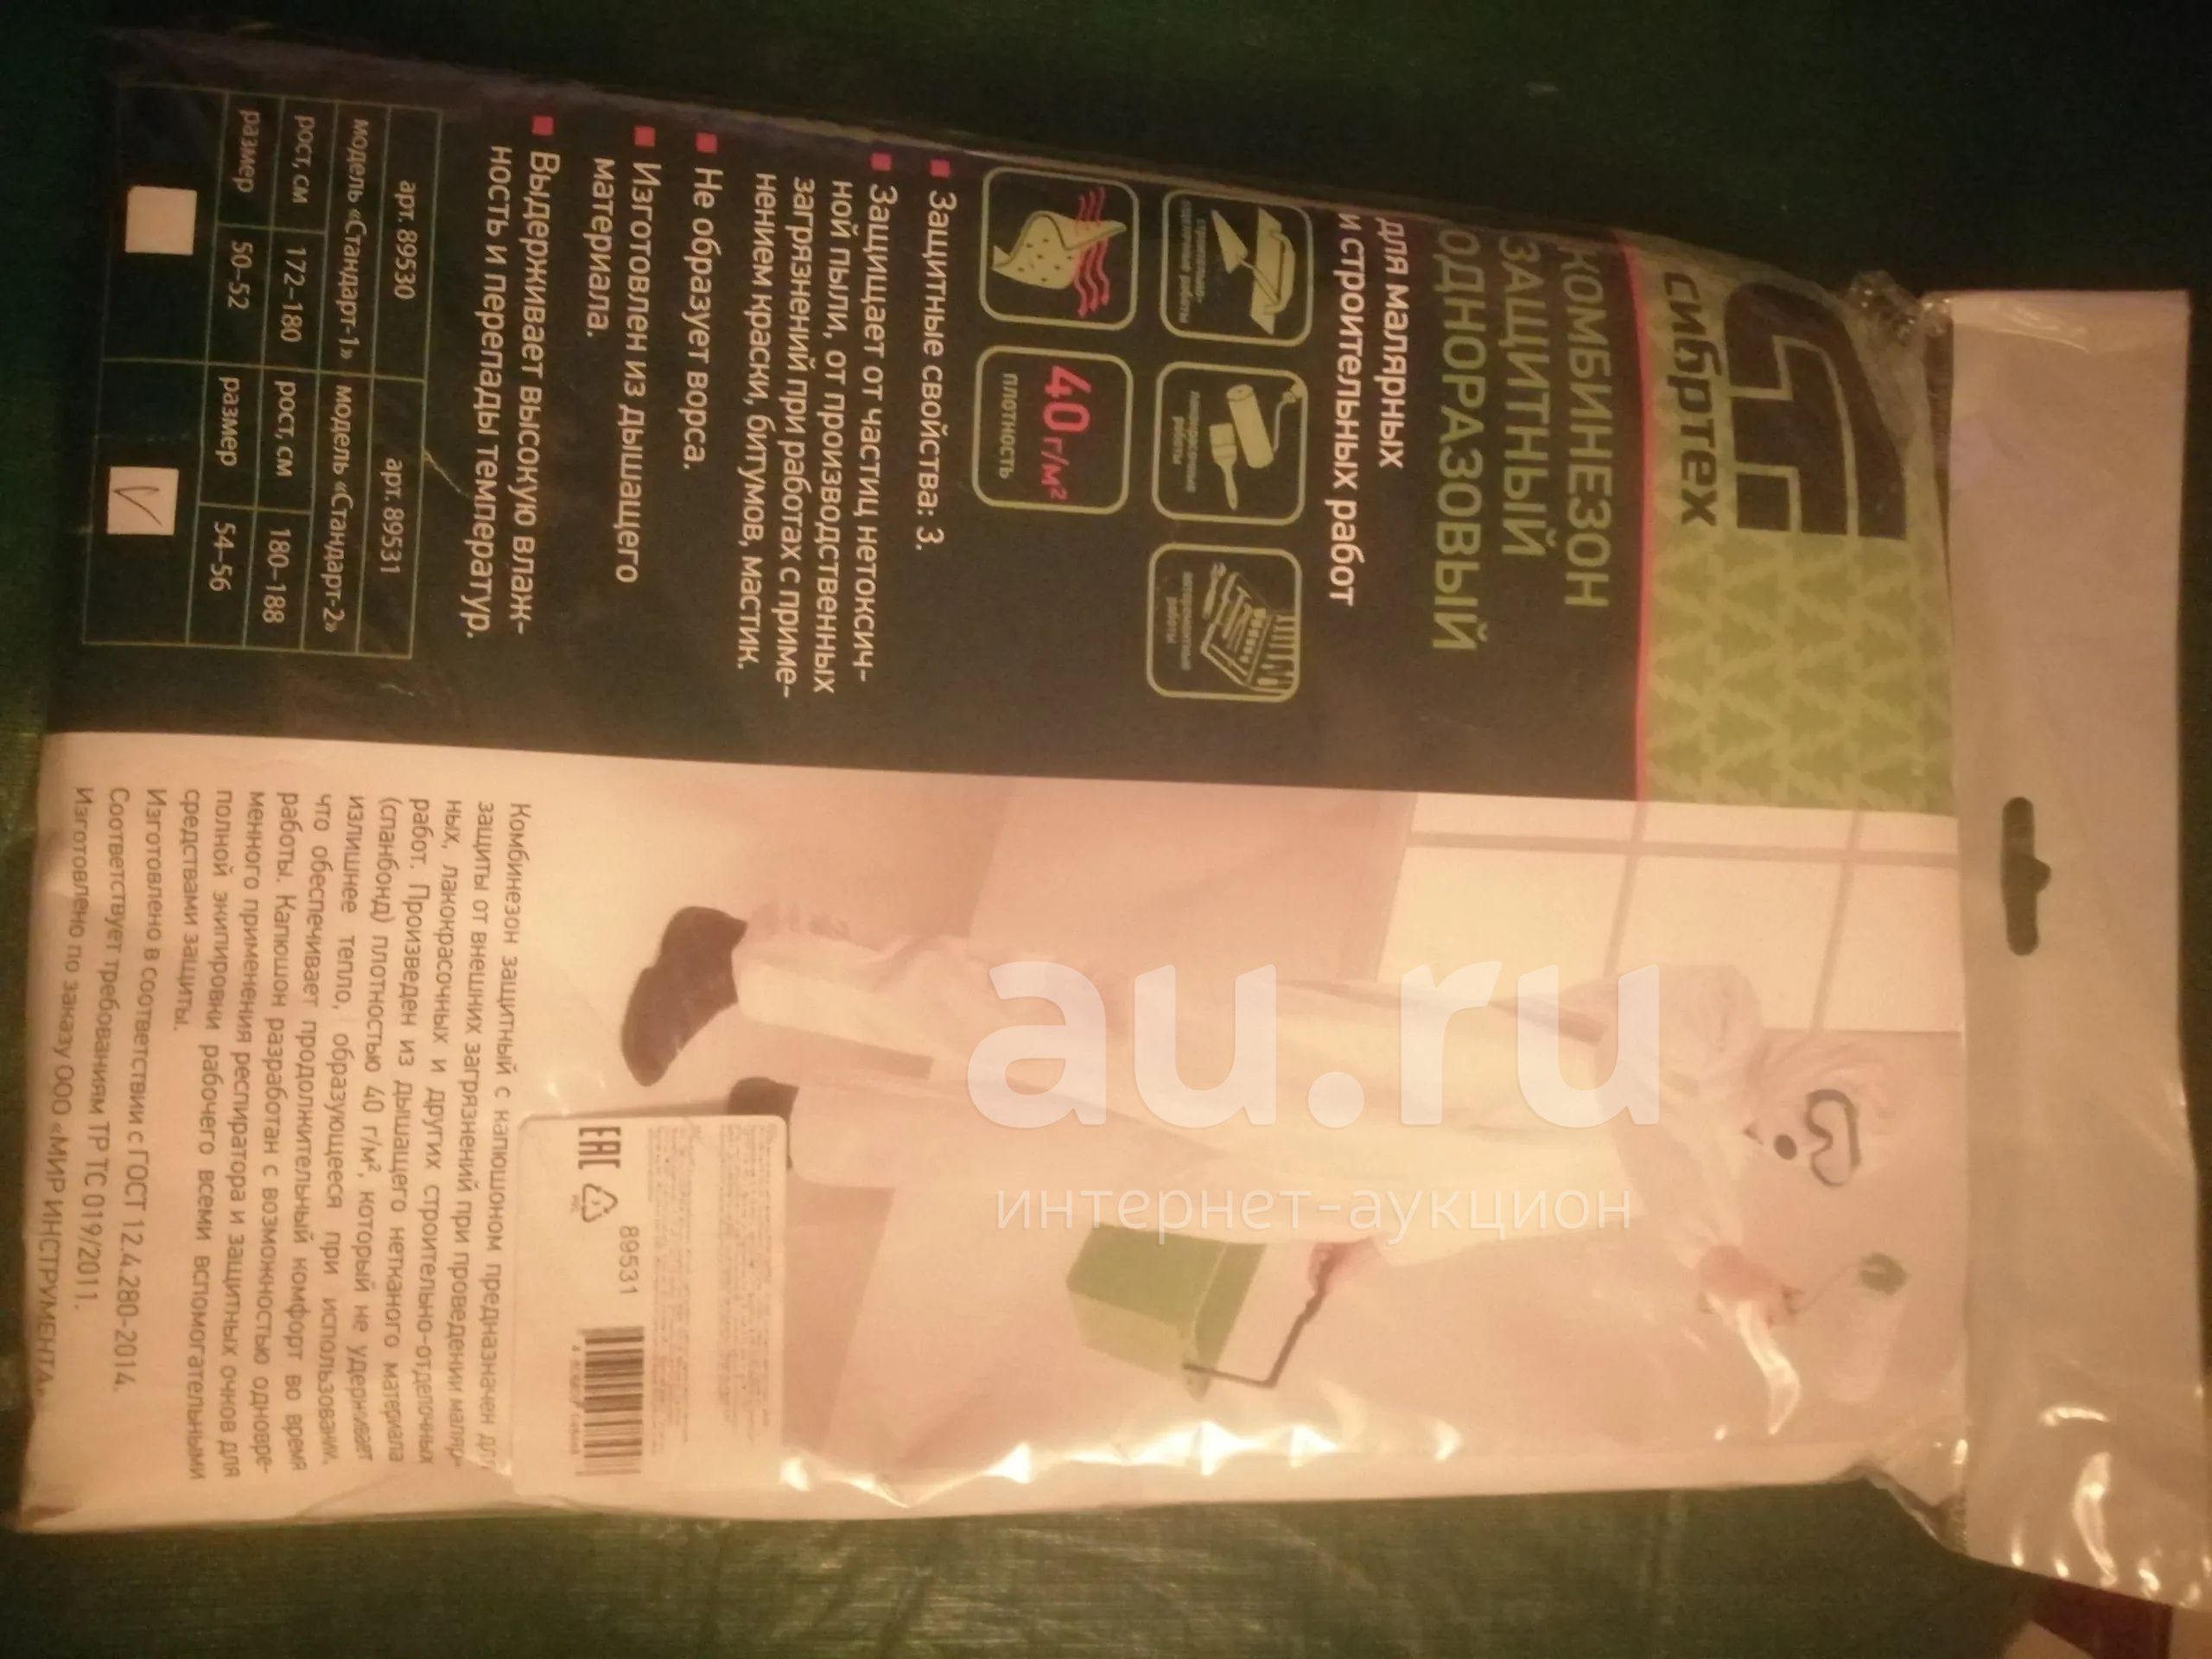 сибртех
КОМБИНЕЗОН
ЗАЩИТНЫЙ
ОДНОРАЗОВЫЙ
для малярных
и строительных работ
строительно-
отделочные работы
лакокрасочные
работы
авторемонтные
работы
40 г/м²
плотность
Защитные свойства: 3.
Защищает от частиц нетоксич-
ной пыли, от производственных
загрязнений при работах с приме-
нением краски, битумов, мастик.
Не образует ворса.
Изготовлен из дышащего
материала.
Выдерживает высокую влаж-
ность и перепады температур.
арт. 89530 арт. 89531
модель «Стандарт-1» модель «Стандарт-2»
рост, см 172-180 рост, см 180-188
размер 50-52 размер 54-56
au.ru
интернет-аукцион
EAC
89531
Комбинезон защитный с капюшоном предназначен для
защиты от внешних загрязнений при проведении маляр-
ных, лакокрасочных и других строительно-отделочных
работ. Произведен из дышащего нетканого материала
(спанбонд) плотностью 40 г/м², который не удерживает
излишнее тепло, образующееся при использовании,
что обеспечивает продолжительный комфорт во время
работы. Капюшон разработан с возможностью одновре-
менного применения респиратора и защитных очков для
полной экипировки рабочего всеми вспомогательными
средствами защиты.
Изготовлено в соответствии с ГОСТ 12.4.280-2014.
Соответствует требованиям ТР ТС 019/2011.
Изготовлено по заказу ООО «МИР ИНСТРУМЕНТА»